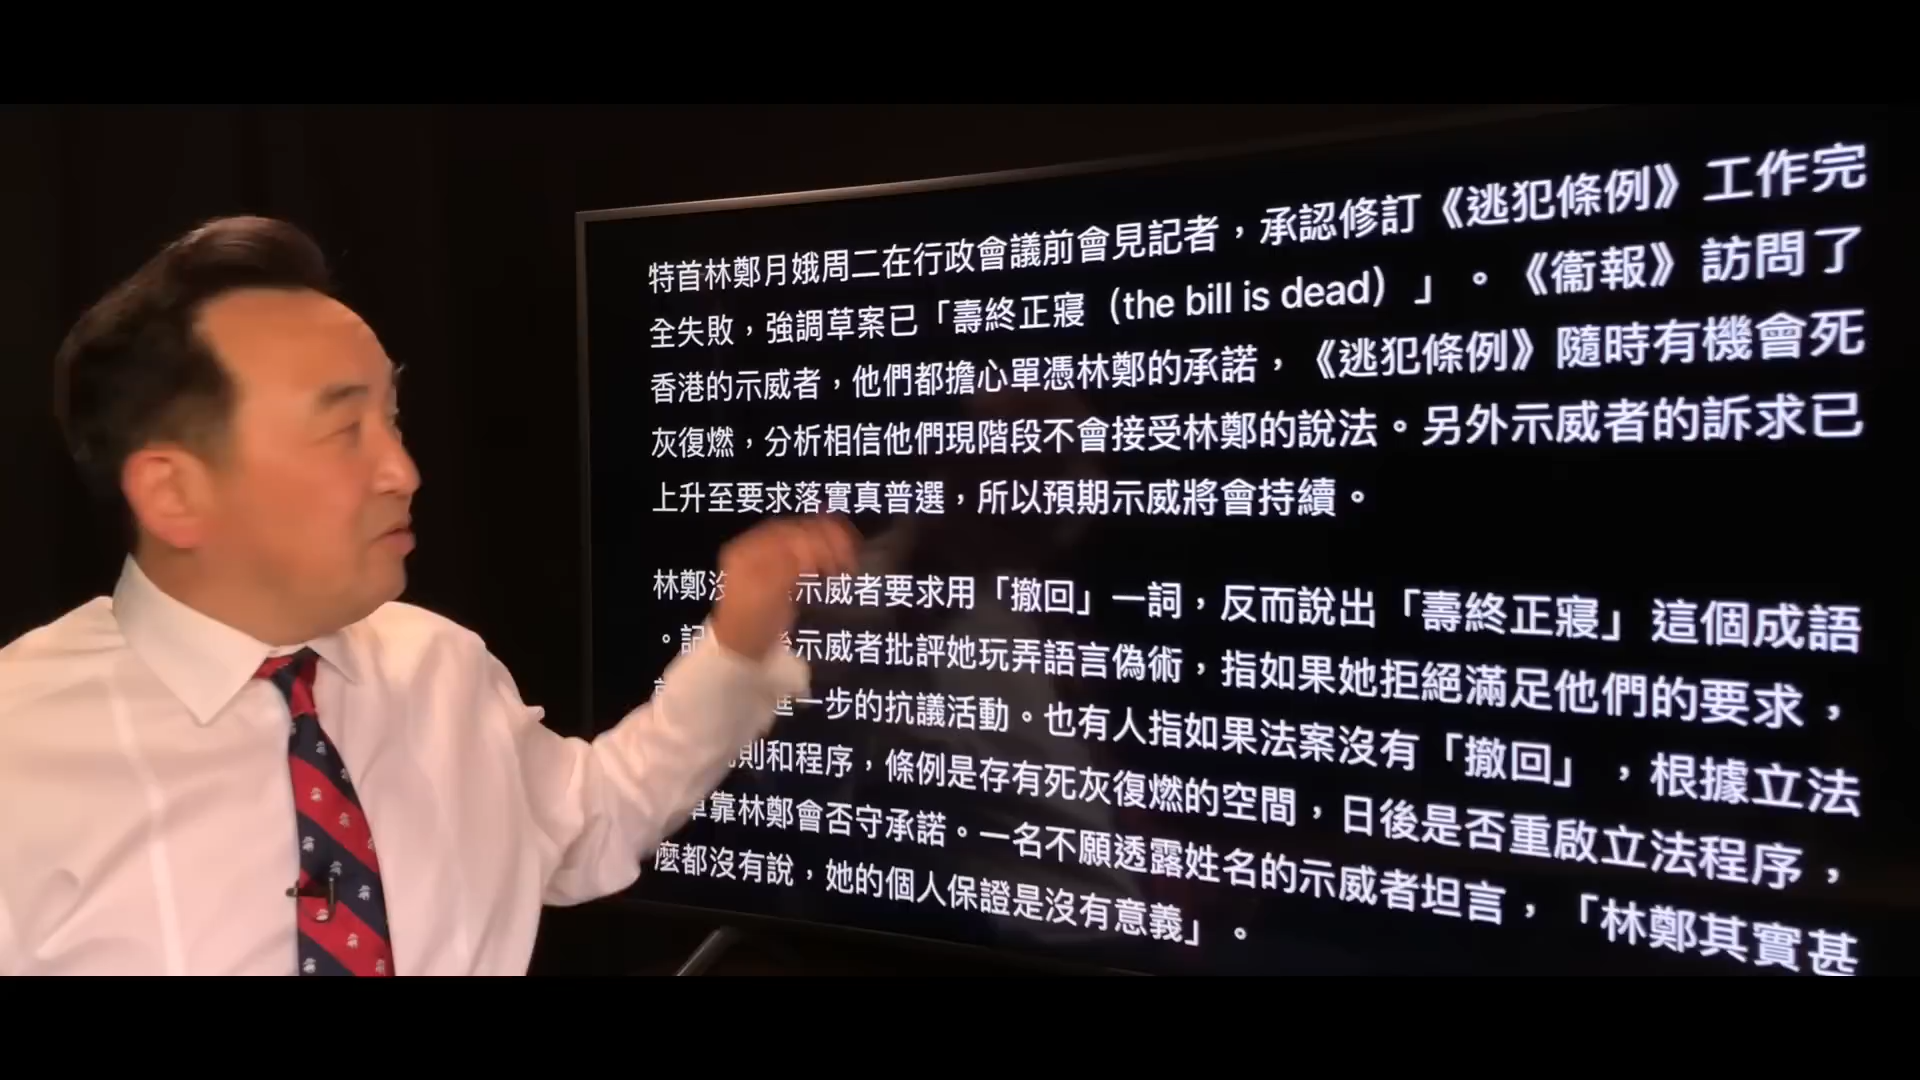 特首林鄭月娥周二在行政會議前會見記者，承認修訂《逃犯條例》工作完
全失敗，強調草案已「壽終正寢（the bill is dead）」。《衞報》訪問了
香港的示威者，他們都擔心單憑林鄭的承諾，《逃犯條例》隨時有機會死
灰復燃，分析相信他們現階段不會接受林鄭的說法。另外示威者的訴求已
上升至要求落實真普選，所以預期示威將會持續。
林鄭沒 示威者要求用「撤回」一詞，反而說出「壽終正寢」這個成語
。記 後示威者批評她玩弄語言偽術，指如果她拒絕滿足他們的要求，
進一步的抗議活動。也有人指如果法案沒有「撤回」，根據立法
則和程序，條例是存有死灰復燃的空間，日後是否重啟立法程序，
單靠林鄭會否守承諾。一名不願透露姓名的示威者坦言，「林鄭其實甚
麼都沒有說，她的個人保證是沒有意義」。